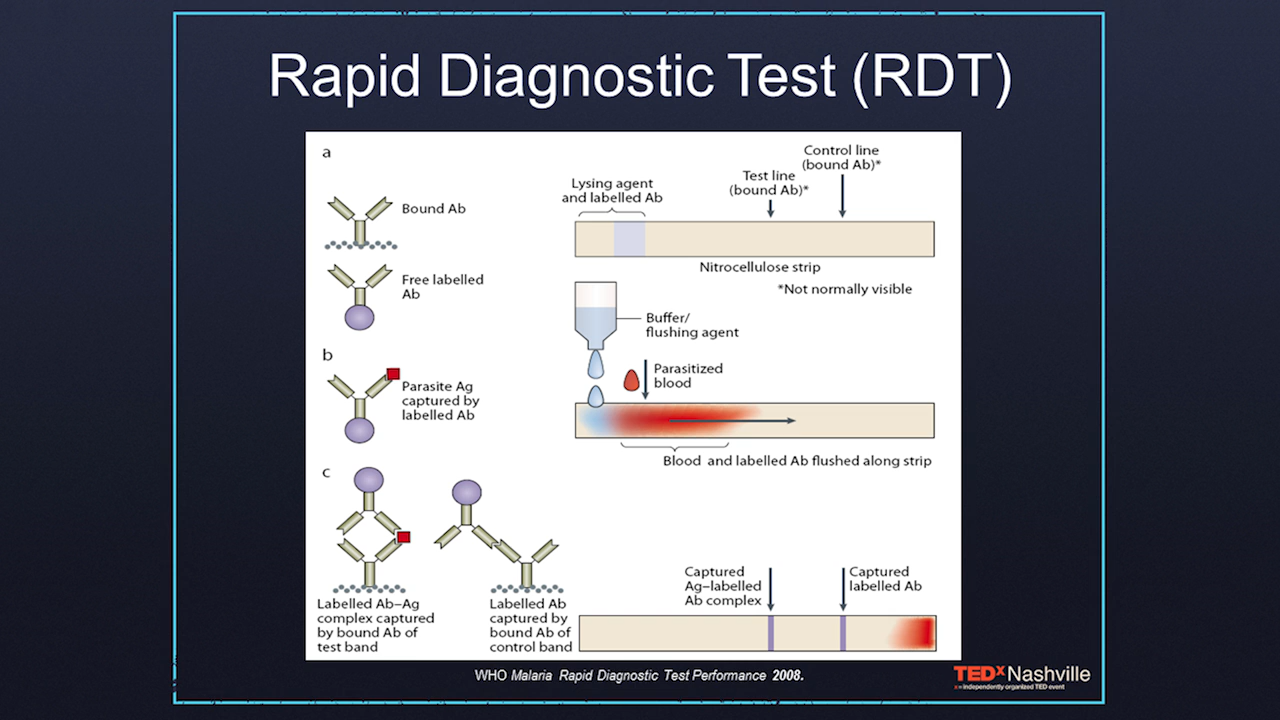 Rapid Diagnostic Test (RDT)
a
Bound Ab
Free labelled
Ab
Lysing agent
and labelled Ab
Test line
(bound Ab)*
Control line
(bound Ab)*
Nitrocellulose strip
*Not normally visible
b
Parasite Ag
captured by
labelled Ab
Buffer/
flushing agent
Parasitized
blood
Blood and labelled Ab flushed along strip
c
Labelled Ab–Ag
complex captured
by bound Ab of
test band
Labelled Ab
captured by
bound Ab of
control band
Captured
Ag–labelled
Ab complex
Captured
labelled Ab
WHO Malaria Rapid Diagnostic Test Performance 2008.
TEDxNashville
x = independently organized TED event